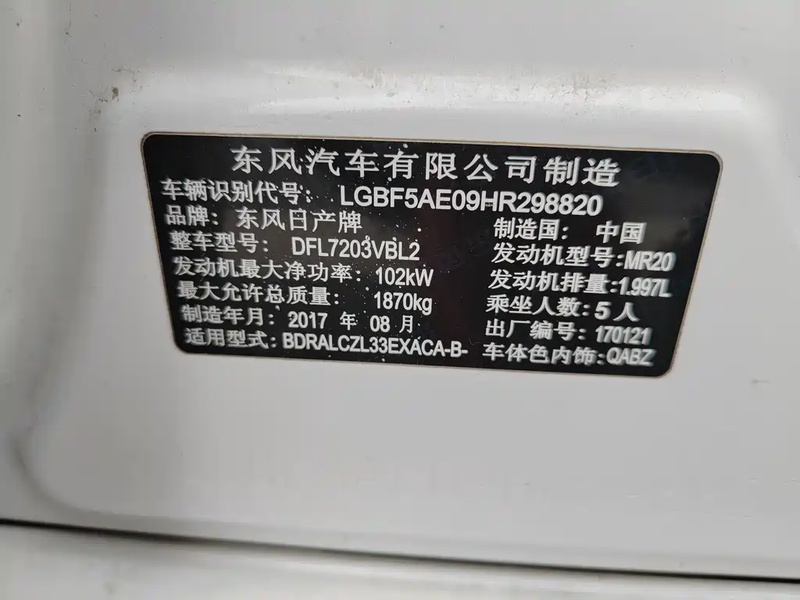 东风汽车有限公司制造
车辆识别代号: LGBF5AE09HR298820
品牌: 东风日产牌 制造国: 中国
整车型号: DFL7203VBL2 发动机型号: MR20
发动机最大净功率: 102kW 发动机排量: 1.997L
最大允许总质量: 1870kg 乘坐人数: 5人
制造年月: 2017 年 08 月 出厂编号: 170121
适用型式: BDRALCZL33EXACA-B- 车体色内饰: QABZ